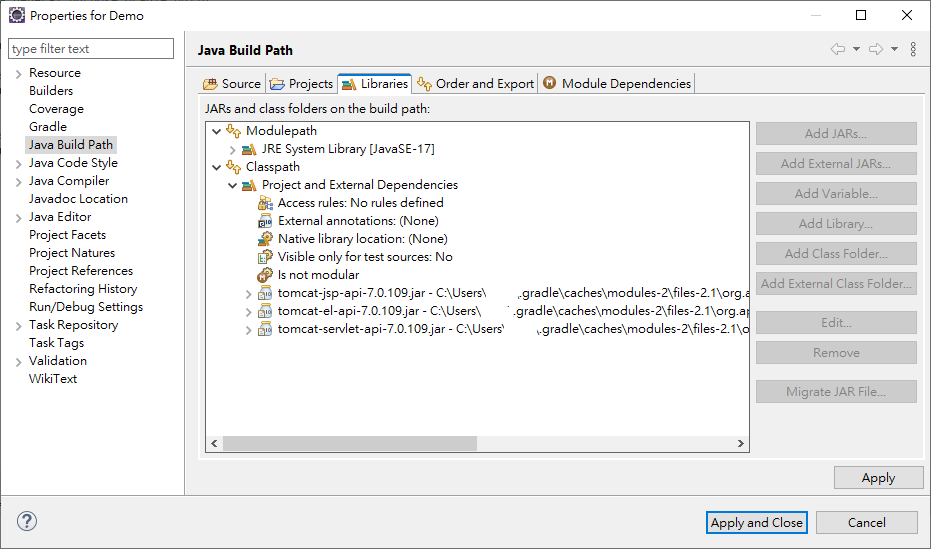 Properties for Demo
type filter text
Resource
Builders
Coverage
Gradle
Java Build Path
Java Code Style
Java Compiler
Javadoc Location
Java Editor
Project Facets
Project Natures
Project References
Refactoring History
Run/Debug Settings
Task Repository
Task Tags
Validation
WikiText
Java Build Path
Source Projects Libraries Order and Export Module Dependencies
JARs and class folders on the build path:
Modulepath
JRE System Library [JavaSE-17]
Classpath
Project and External Dependencies
Access rules: No rules defined
External annotations: (None)
Native library location: (None)
Visible only for test sources: No
Is not modular
tomcat-jsp-api-7.0.109.jar - C:\Users\ .gradle\caches\modules-2\files-2.1\org.a
tomcat-el-api-7.0.109.jar - C:\Users\ .gradle\caches\modules-2\files-2.1\org.ap
tomcat-servlet-api-7.0.109.jar - C:\Users\ .gradle\caches\modules-2\files-2.1\o
Add JARs...
Add External JARs...
Add Variable...
Add Library...
Add Class Folder...
Add External Class Folder...
Edit...
Remove
Migrate JAR File...
Apply
Apply and Close
Cancel